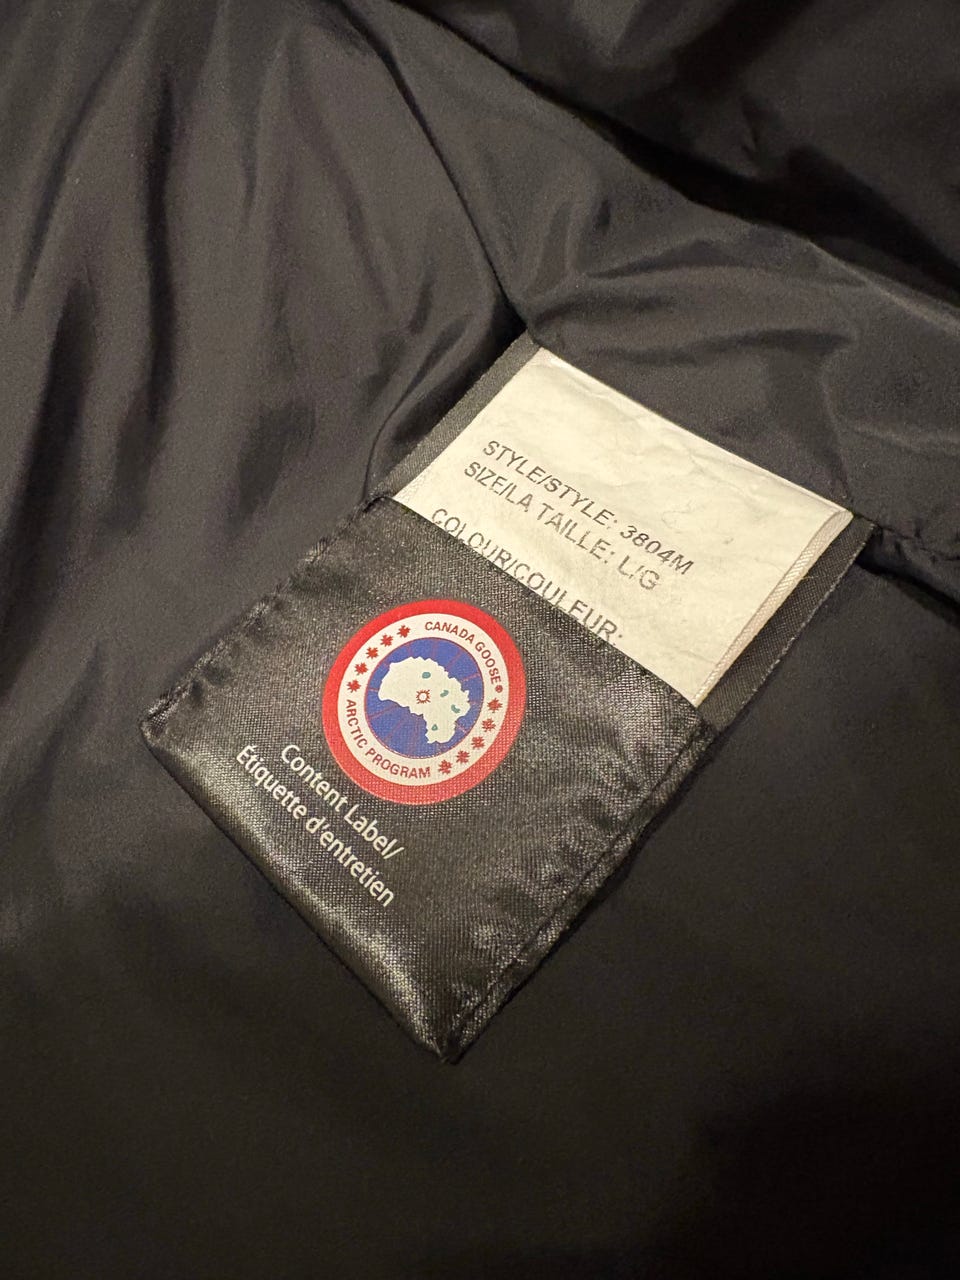 STYLE/STYLE: 3804M
SIZE/LA TAILLE: L/G
COLOUR/COULEUR:
CANADA GOOSE®
ARCTIC PROGRAM
Content Label/
Étiquette d'entretien